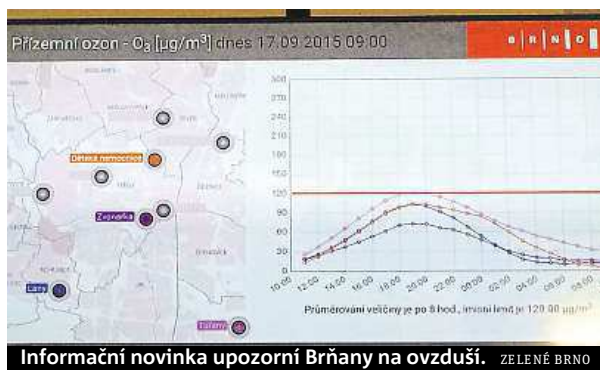 Přízemní ozon - O₃ [µg/m³] dnes 17.09 2015 09:00
B R N O
Dětská nemocnice
Zvonařka
Lány
Tuřany
300
270
240
210
180
150
120
90
60
30
0
10:00 12:00 14:00 16:00 18:00 20:00 22:00 00:00 02:00 04:00 06:00 08:00
Průměrování veličiny je po 8 hod., imisní limit je 120.00 µg/m³
Informační novinka upozorní Brňany na ovzduší. ZELENÉ BRNO